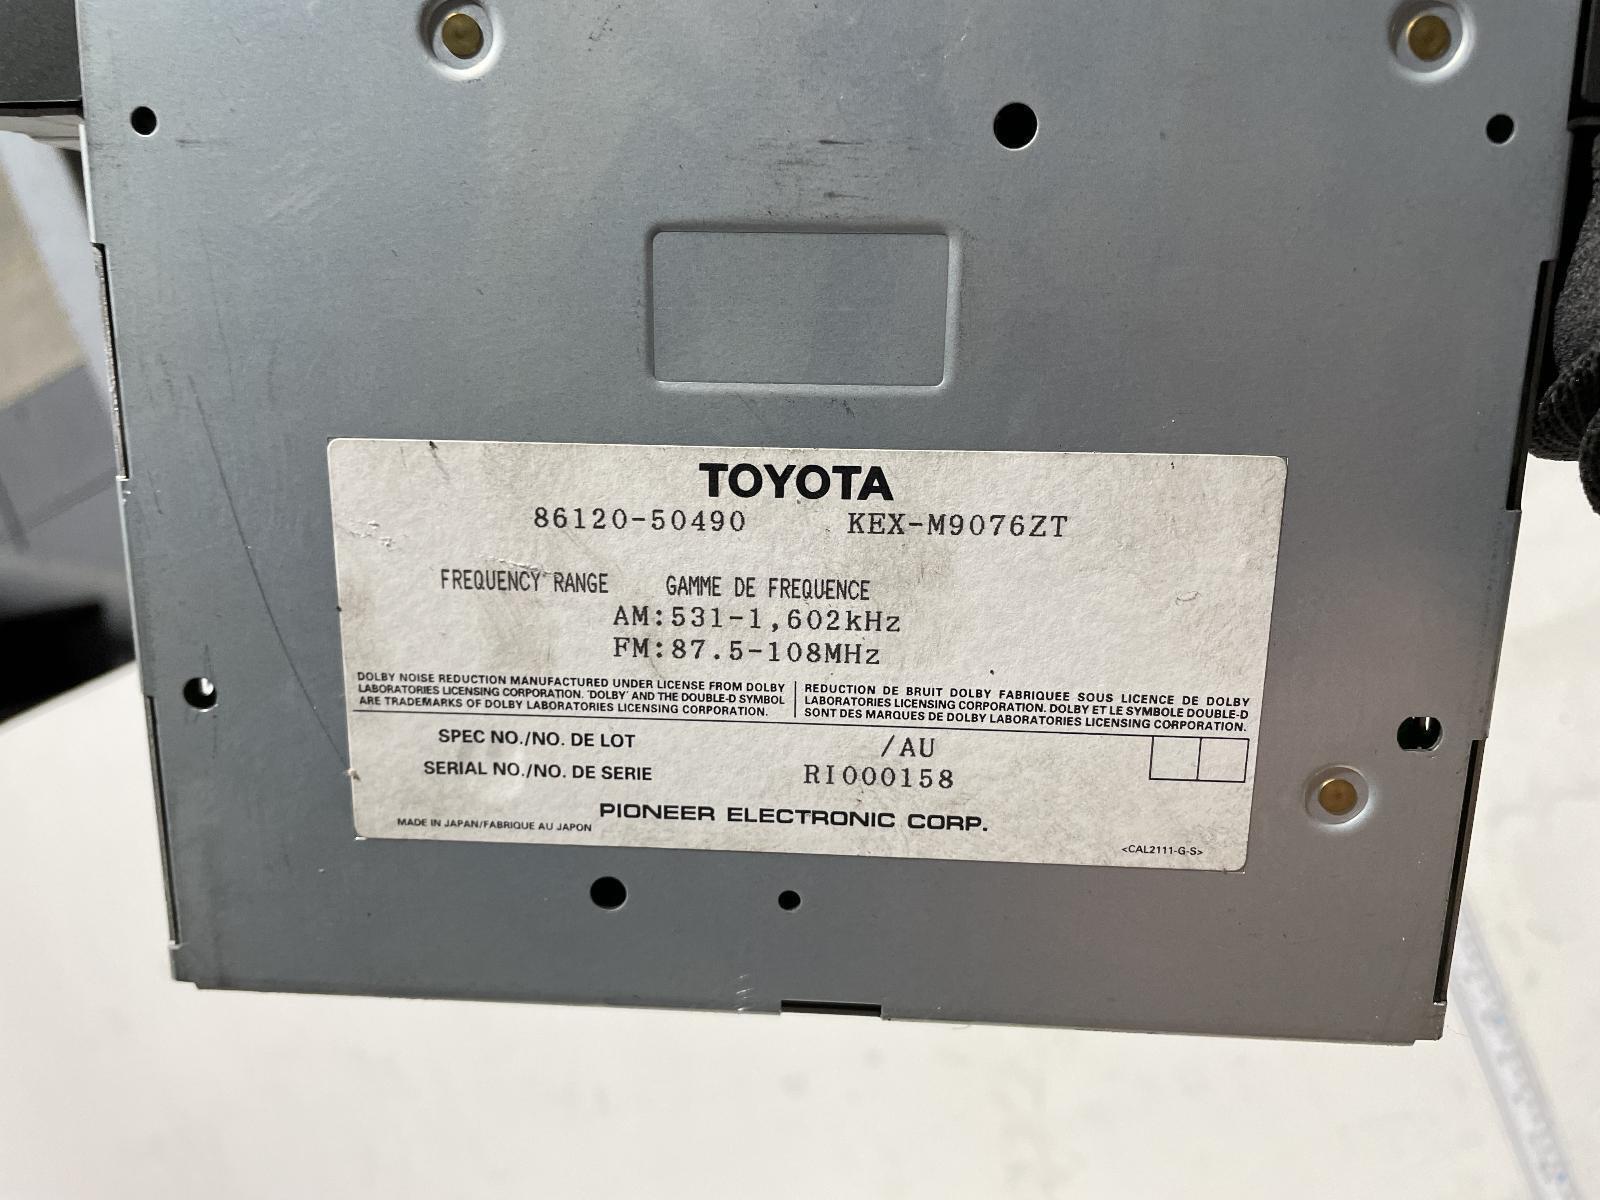 TOYOTA
86120-50490 KEX-M9076ZT
FREQUENCY RANGE GAMME DE FREQUENCE
AM:531-1,602kHz
FM:87.5-108MHz
DOLBY NOISE REDUCTION MANUFACTURED UNDER LICENSE FROM DOLBY
LABORATORIES LICENSING CORPORATION. 'DOLBY' AND THE DOUBLE-D SYMBOL
ARE TRADEMARKS OF DOLBY LABORATORIES LICENSING CORPORATION.
REDUCTION DE BRUIT DOLBY FABRIQUEE SOUS LICENCE DE DOLBY
LABORATORIES LICENSING CORPORATION. DOLBY ET LE SYMBOLE DOUBLE-D
SONT DES MARQUES DE DOLBY LABORATORIES LICENSING CORPORATION.
SPEC NO./NO. DE LOT /AU
SERIAL NO./NO. DE SERIE RI000158
MADE IN JAPAN/FABRIQUE AU JAPON PIONEER ELECTRONIC CORP.
<CAL2111-G-S>